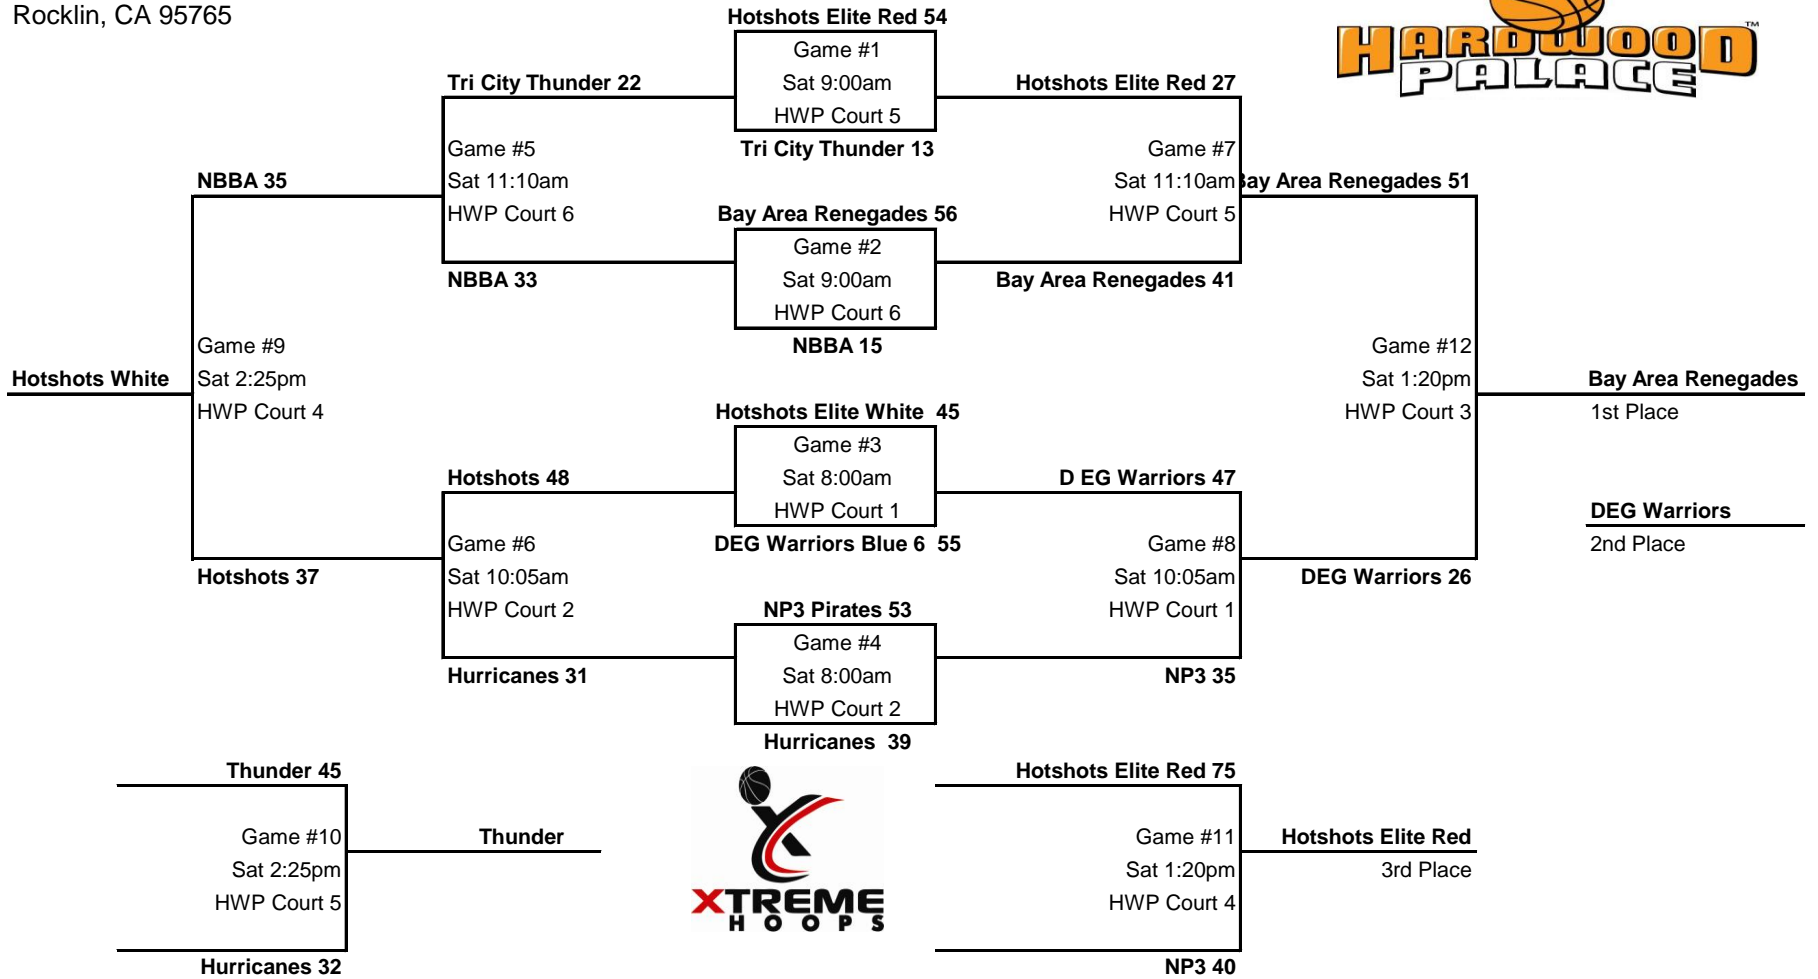 Rocklin, CA 95765
HARDWOOD
PALACE
TM
Hotshots Elite Red 54
Game #1
Sat 9:00am
HWP Court 5
Tri City Thunder 13
Tri City Thunder 22
Game #5
Sat 11:10am
HWP Court 6
NBBA 33
Hotshots Elite Red 27
Game #7
Sat 11:10am
HWP Court 5
Bay Area Renegades 41
NBBA 35
Bay Area Renegades 56
Game #2
Sat 9:00am
HWP Court 6
NBBA 15
ay Area Renegades 51
Game #9
Sat 2:25pm
HWP Court 4
Hotshots White
Game #12
Sat 1:20pm
HWP Court 3
Bay Area Renegades
1st Place
Hotshots Elite White 45
Game #3
Sat 8:00am
HWP Court 1
DEG Warriors Blue 6 55
Hotshots 48
Game #6
Sat 10:05am
HWP Court 2
Hurricanes 31
D EG Warriors 47
Game #8
Sat 10:05am
HWP Court 1
NP3 35
DEG Warriors
2nd Place
Hotshots 37
DEG Warriors 26
NP3 Pirates 53
Game #4
Sat 8:00am
HWP Court 2
Hurricanes 39
Thunder 45
Game #10
Sat 2:25pm
HWP Court 5
Hurricanes 32
Thunder
XTREME
HOOPS
Hotshots Elite Red 75
Game #11
Sat 1:20pm
HWP Court 4
NP3 40
Hotshots Elite Red
3rd Place